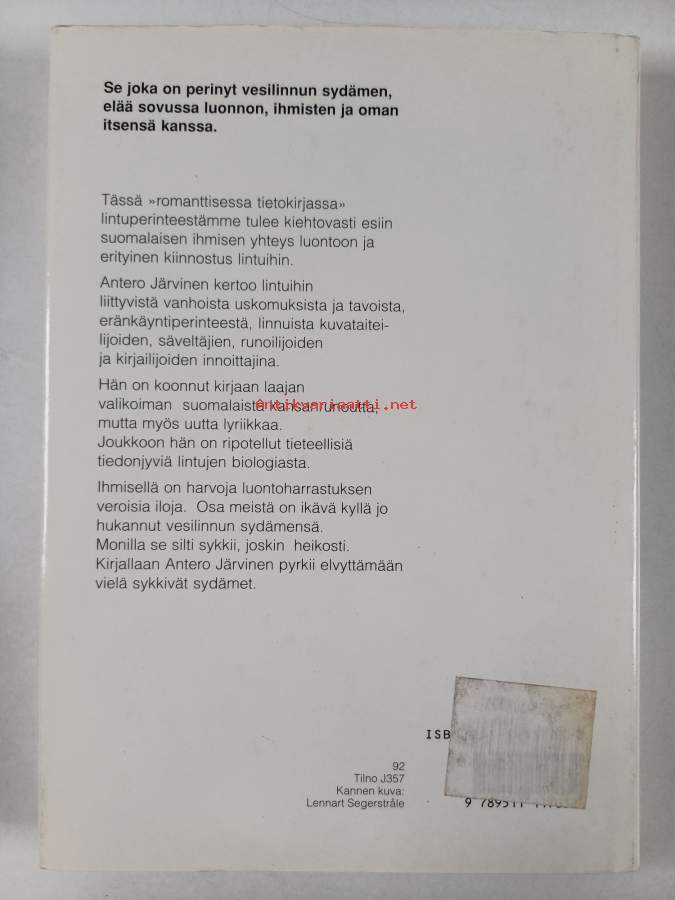 Se joka on perinyt vesilinnun sydämen,
elää sovussa luonnon, ihmisten ja oman
itsensä kanssa.
Tässä »romanttisessa tietokirjassa»
lintuperinteestämme tulee kiehtovasti esiin
suomalaisen ihmisen yhteys luontoon ja
erityinen kiinnostus lintuihin.
Antero Järvinen kertoo lintuihin
liittyvistä vanhoista uskomuksista ja tavoista,
eränkäyntiperinteestä, linnuista kuvataitei-
lijoiden, säveltäjien, runoilijoiden
ja kirjailijoiden innoittajina.
Hän on koonnut kirjaan laajan
valikoiman suomalaista kansanrunoutta,
antikvariaatti.net
mutta myös uutta lyriikkaa.
Joukkoon hän on ripotellut tieteellisiä
tiedonjyviä lintujen biologiasta.
Ihmisellä on harvoja luontoharrastuksen
veroisia iloja. Osa meistä on ikävä kyllä jo
hukannut vesilinnun sydämensä.
Monilla se silti sykkii, joskin heikosti.
Kirjallaan Antero Järvinen pyrkii elvyttämään
vielä sykkivät sydämet.
ISB
92
Tilno J357
Kannen kuva:
Lennart Segerstråle
9 789511